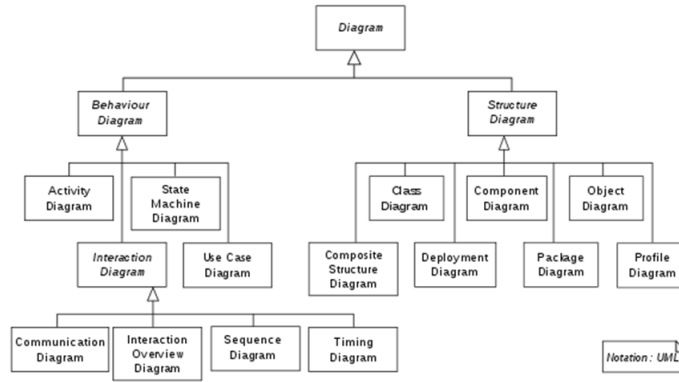 Diagram
Behaviour
Diagram
Structure
Diagram
Activity
Diagram
State
Machine
Diagram
Class
Diagram
Component
Diagram
Object
Diagram
Interaction
Diagram
Use Case
Diagram
Composite
Structure
Diagram
Deployment
Diagram
Package
Diagram
Profile
Diagram
Communication
Diagram
Interaction
Overview
Diagram
Sequence
Diagram
Timing
Diagram
Notation: UML